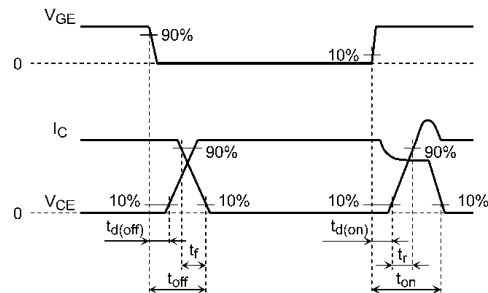 VGE
90%
10%
0
IC
90%
90%
VCE
10%
10%
10%
10%
0
td(off)
td(on)
tf
tr
toff
ton